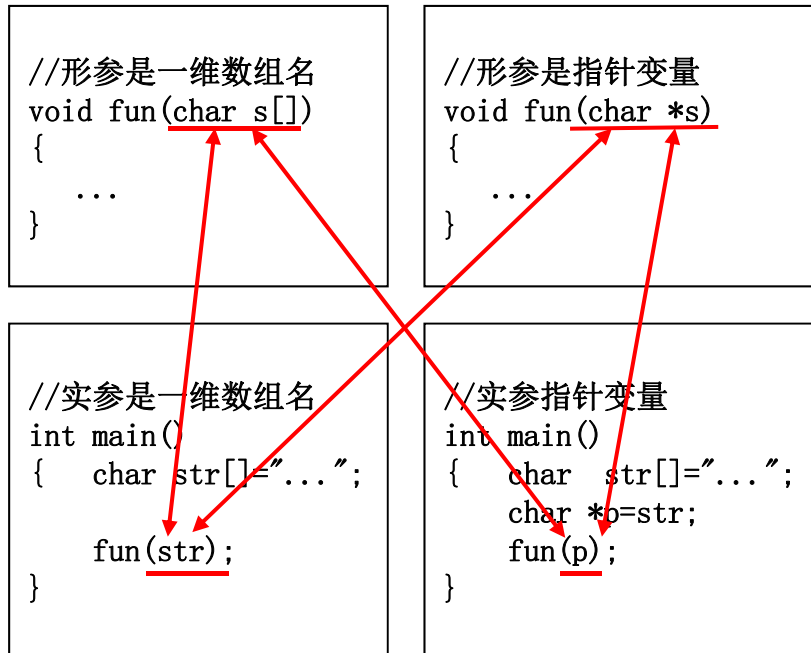 //形参是一维数组名
void fun(char s[])
{
...
}
//形参是指针变量
void fun(char *s)
{
...
}
//实参是一维数组名
int main()
{ char str[]="...";
fun(str);
}
//实参指针变量
int main()
{ char str[]="...";
char *p=str;
fun(p);
}